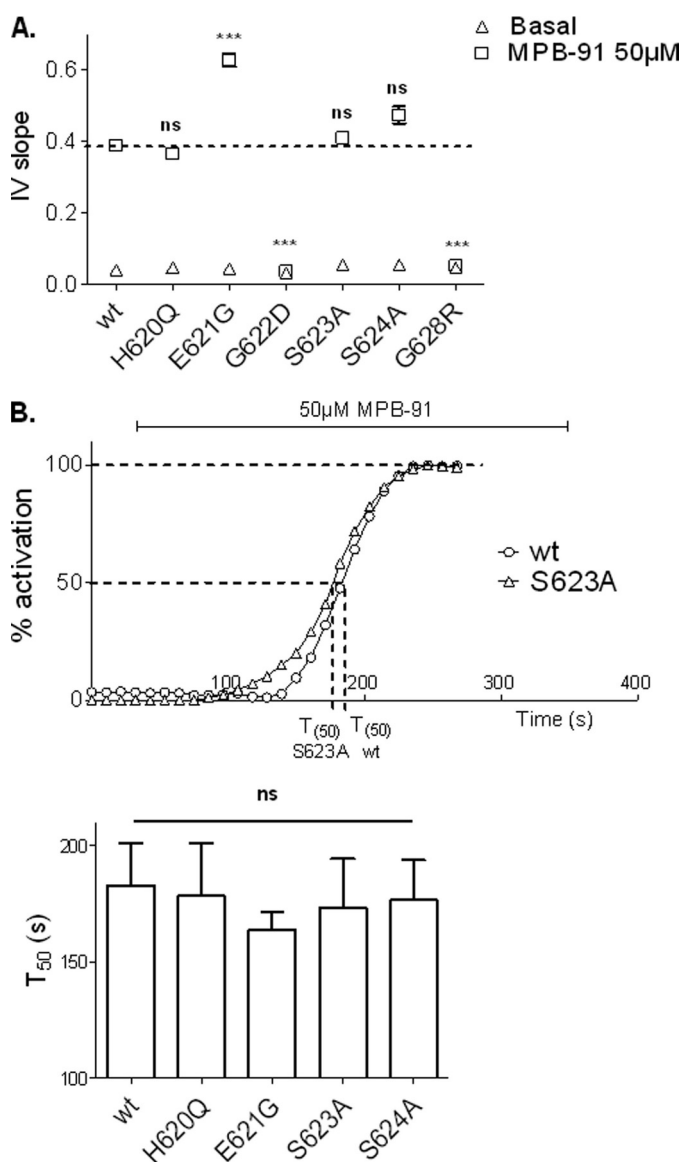 A.
Basal
MPB-91 50µM
IV slope
0.6
0.4
0.2
0.0
***
ns
ns
ns
***
***
wt
H620Q
E621G
G622D
S623A
S624A
G628R
B.
50µM MPB-91
% activation
100
50
0
wt
S623A
100
200
300
400
Time (s)
T(50) T(50)
S623A wt
ns
T50 (s)
200
150
100
wt
H620Q
E621G
S623A
S624A